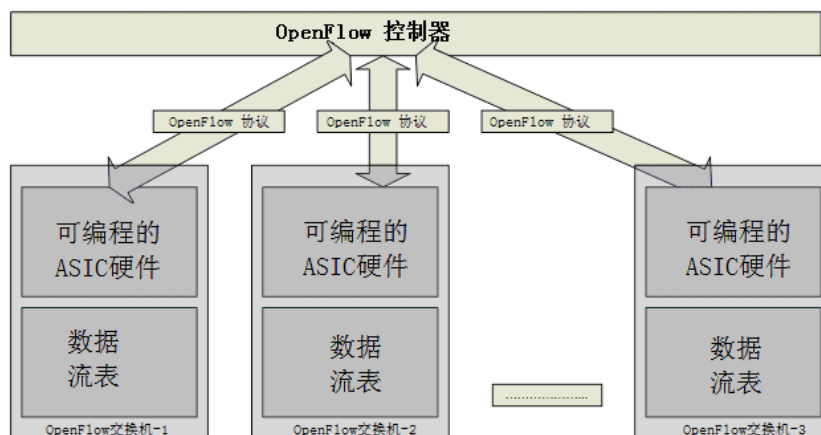 OpenFlow 控制器
OpenFlow 协议
OpenFlow 协议
OpenFlow 协议
可编程的
ASIC硬件
数据
流表
OpenFlow交换机-1
可编程的
ASIC硬件
数据
流表
OpenFlow交换机-2
........................
可编程的
ASIC硬件
数据
流表
OpenFlow交换机-3